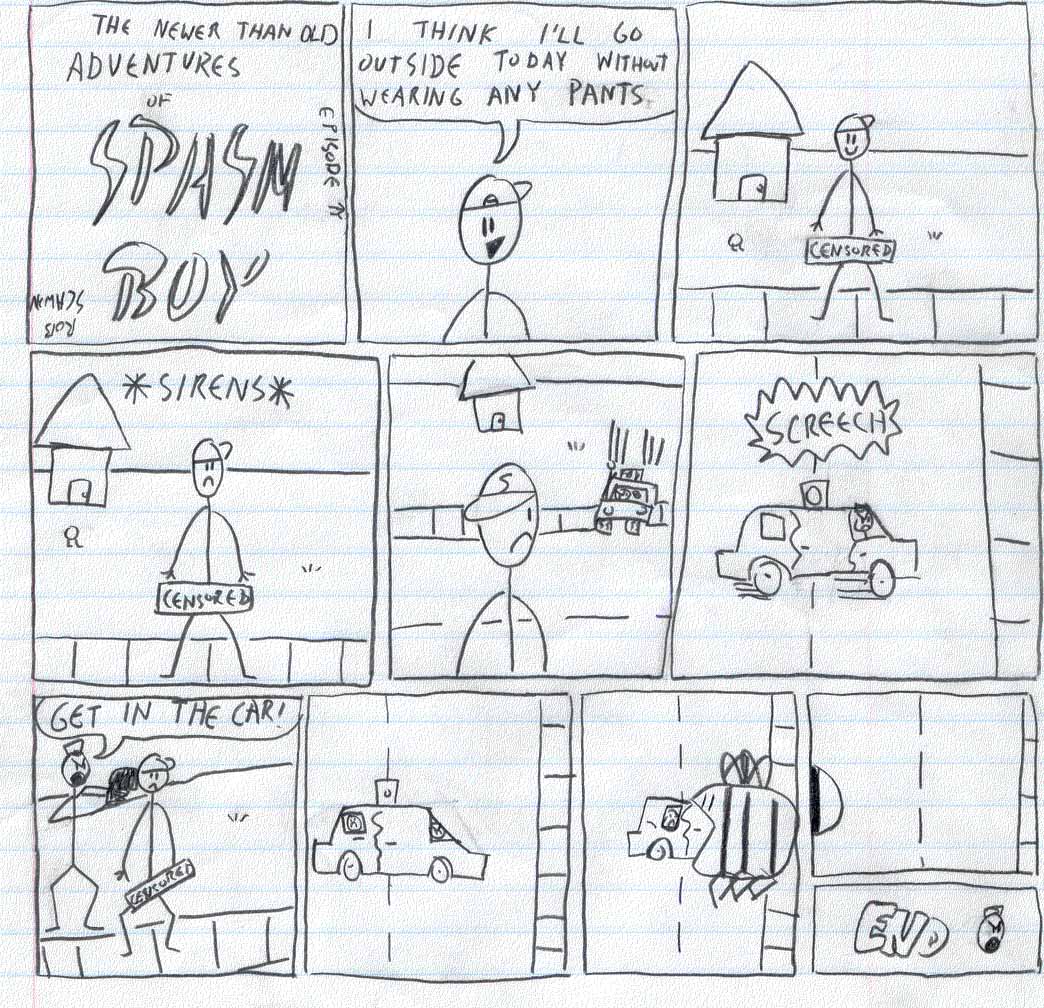 THE NEWER THAN OLD
ADVENTURES
OF
SPASM
BOY
EPISODE
I THINK I'LL GO
OUTSIDE TODAY WITHOUT
WEARING ANY PANTS.
CENSORED
*SIRENS*
CENSORED
S
SCREECH
GET IN THE CAR!
CENSORED
END